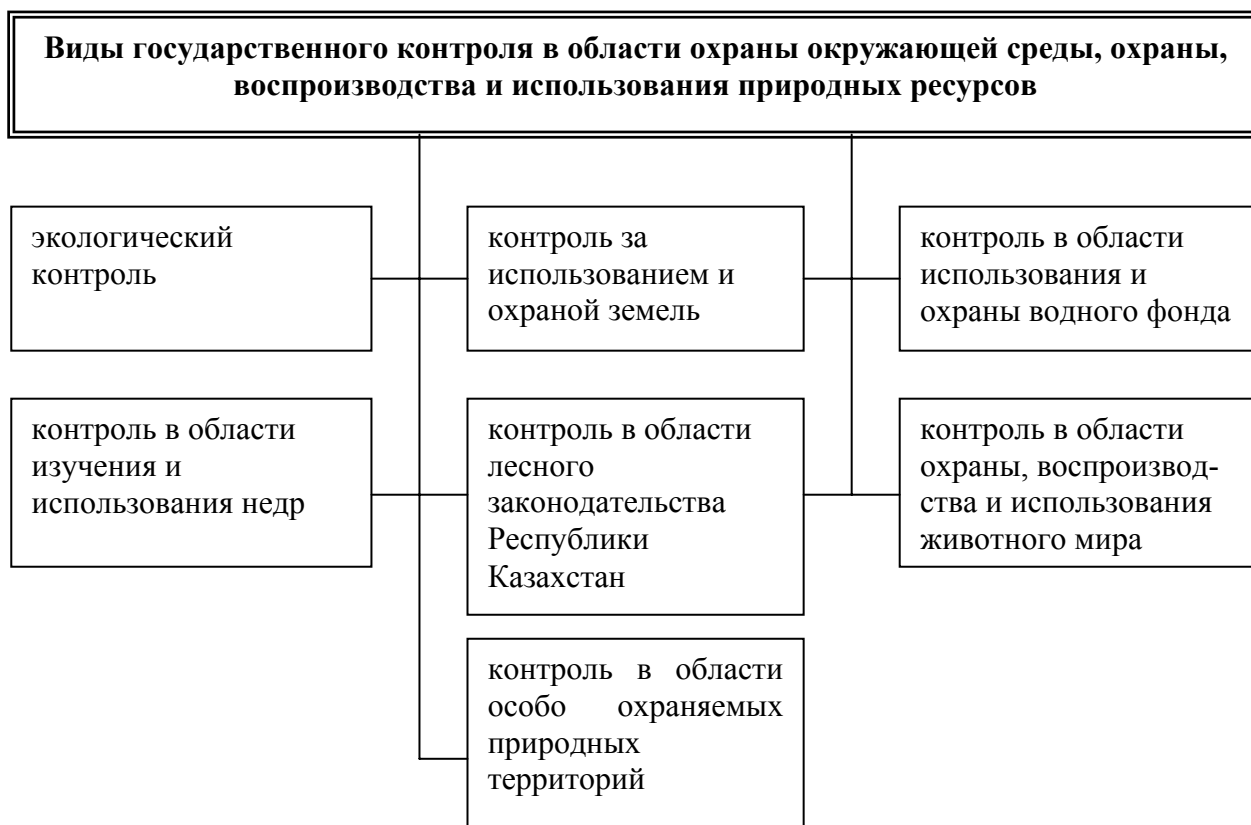 Виды государственного контроля в области охраны окружающей среды, охраны,
воспроизводства и использования природных ресурсов
экологический
контроль
контроль за
использованием и
охраной земель
контроль в области
использования и
охраны водного фонда
контроль в области
изучения и
использования недр
контроль в области
лесного
законодательства
Республики
Казахстан
контроль в области
охраны, воспроизвод-
ства и использования
животного мира
контроль в области
особо охраняемых
природных
территорий